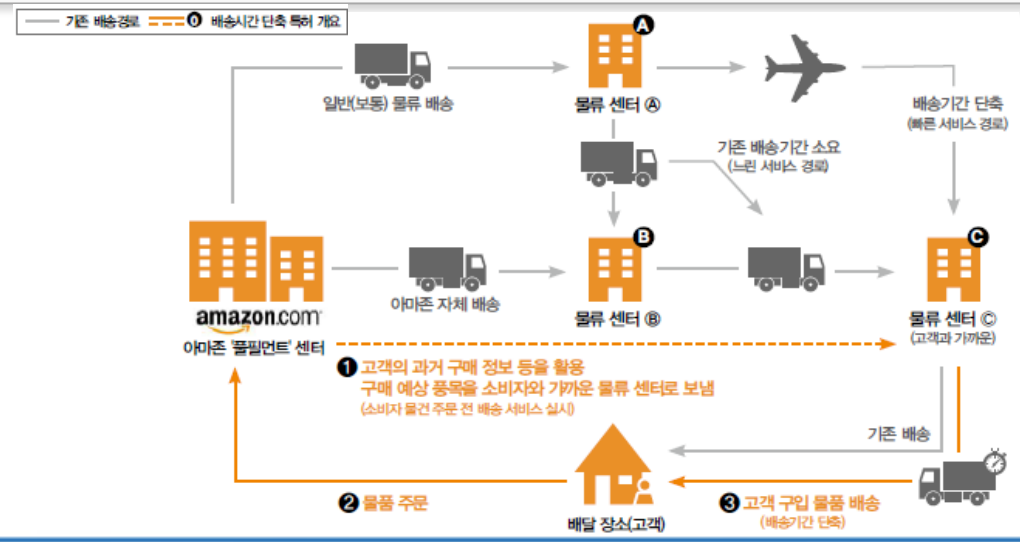 기존 배송경로
0 배송시간 단축 특허 개요
A
일반(보통) 물류 배송
물류 센터 Ⓐ
배송기간 단축
(빠른 서비스 경로)
기존 배송기간 소요
(느린 서비스 경로)
B
C
아마존 자체 배송
물류 센터 Ⓑ
물류 센터 Ⓒ
(고객과 가까운)
amazon.com
아마존 '풀필먼트' 센터
❶ 고객의 과거 구매 정보 등을 활용
구매 예상 품목을 소비자와 가까운 물류 센터로 보냄
(소비자 물건 주문 전 배송 서비스 실시)
기존 배송
❷ 물품 주문
❸ 고객 구입 물품 배송
(배송기간 단축)
배달 장소(고객)